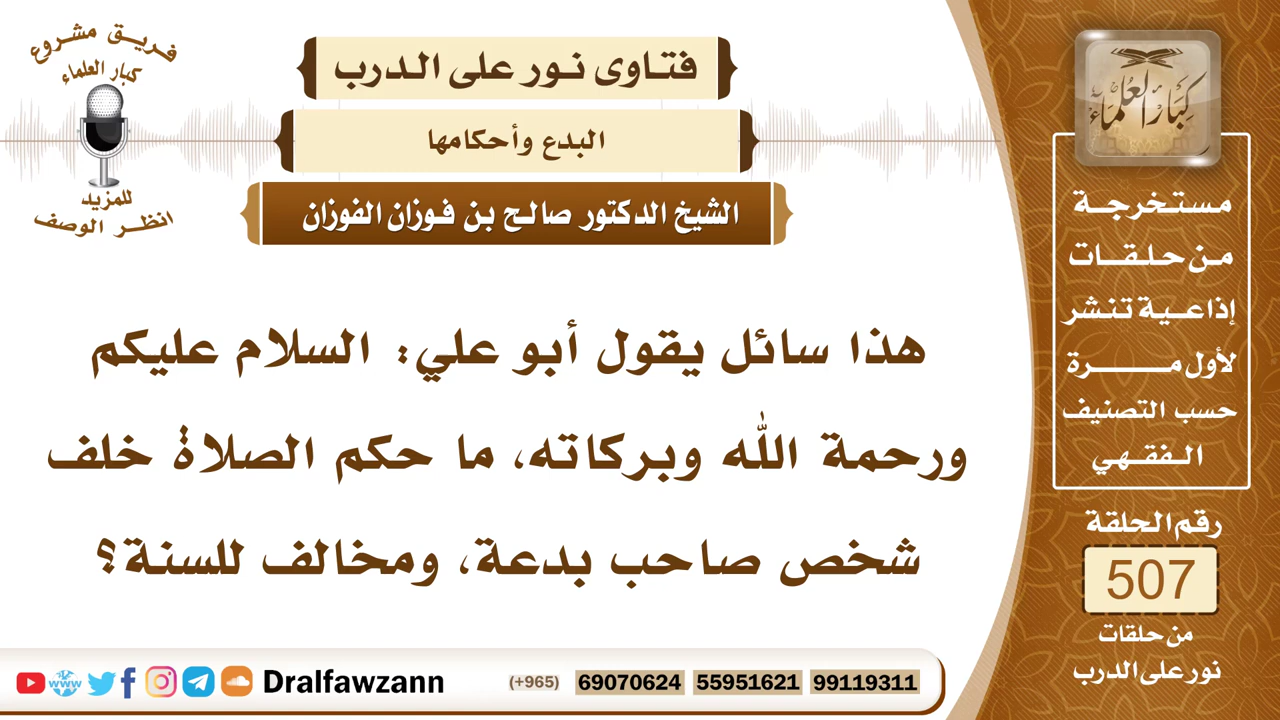 فريق مشروع
كبار العلماء
للمزيد
انظر الوصف
فتاوى نور على الدرب
البدع وأحكامها
الشيخ الدكتور صالح بن فوزان الفوزان
هذا سائل يقول أبو علي: السلام عليكم
ورحمة الله وبركاته، ما حكم الصلاة خلف
شخص صاحب بدعة، ومخالف للسنة؟
كبار العلماء
مستخرجة
من حلقات
إذاعية تنشر
لأول مرة
حسب التصنيف
الفقهي
رقم الحلقة
507
من حلقات
نور على الدرب
www Dralfawzann (+965) 69070624 55951621 99119311